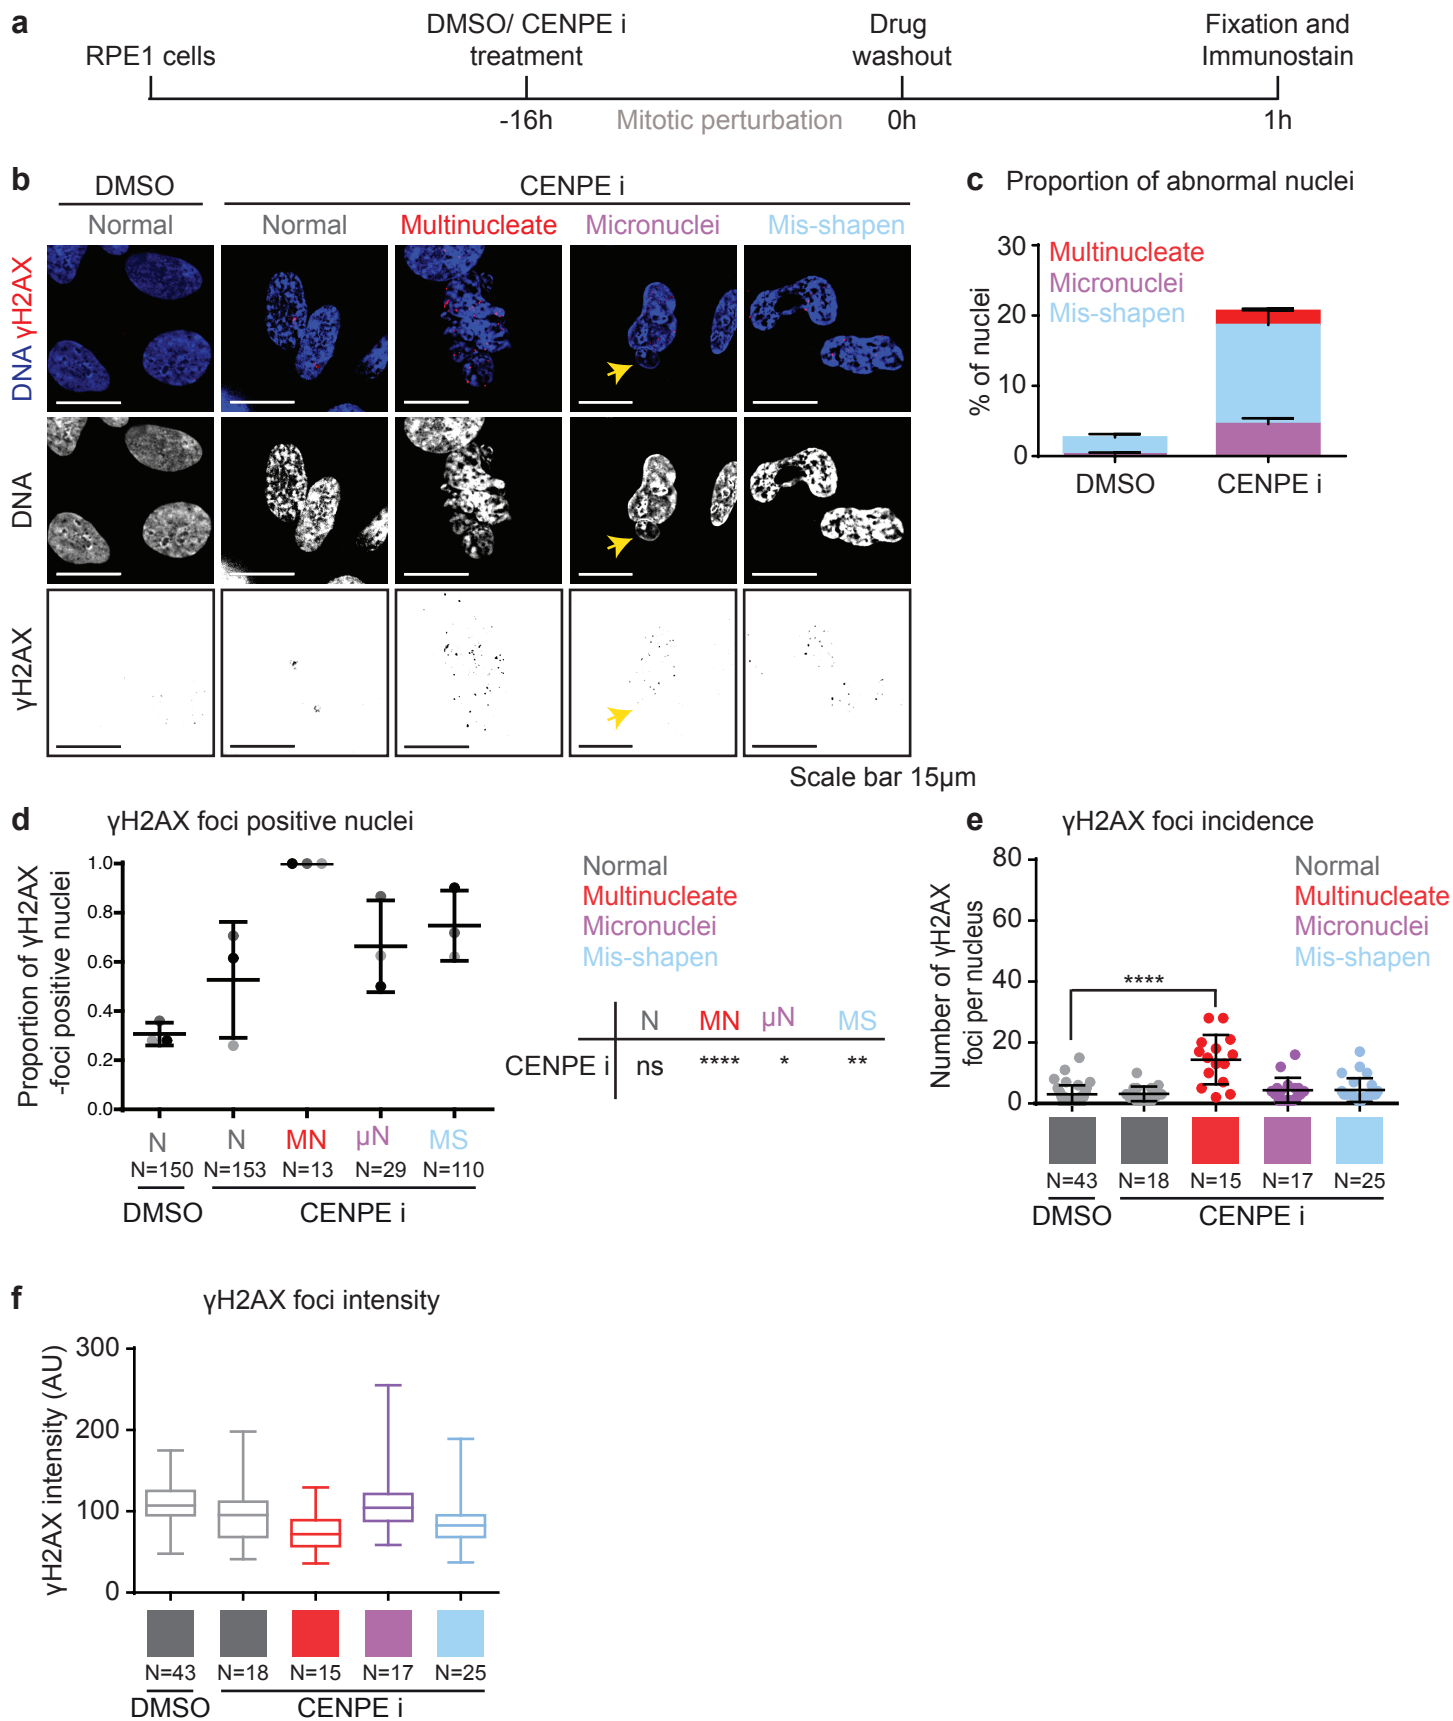 a
RPE1 cells
DMSO/ CENPE i
treatment
Drug
washout
Fixation and
Immunostain
-16h
Mitotic perturbation
0h
1h
b
DMSO
CENPE i
Normal
Normal
Multinucleate
Micronuclei
Mis-shapen
DNA γH2AX
DNA
γH2AX
Scale bar 15μm
c Proportion of abnormal nuclei
% of nuclei
30
20
10
0
Multinucleate
Micronuclei
Mis-shapen
DMSO
CENPE i
d
γH2AX foci positive nuclei
Proportion of γH2AX
-foci positive nuclei
1.0
0.8
0.6
0.4
0.2
0.0
N
N
MN
μN
MS
N=150
N=153
N=13
N=29
N=110
DMSO
CENPE i
Normal
Multinucleate
Micronuclei
Mis-shapen
N
MN
μN
MS
CENPE i
ns
****
*
**
e
γH2AX foci incidence
Number of γH2AX
foci per nucleus
80
60
40
20
0
Normal
Multinucleate
Micronuclei
Mis-shapen
****
N=43
N=18
N=15
N=17
N=25
DMSO
CENPE i
f
γH2AX foci intensity
γH2AX intensity (AU)
300
200
100
0
N=43
N=18
N=15
N=17
N=25
DMSO
CENPE i